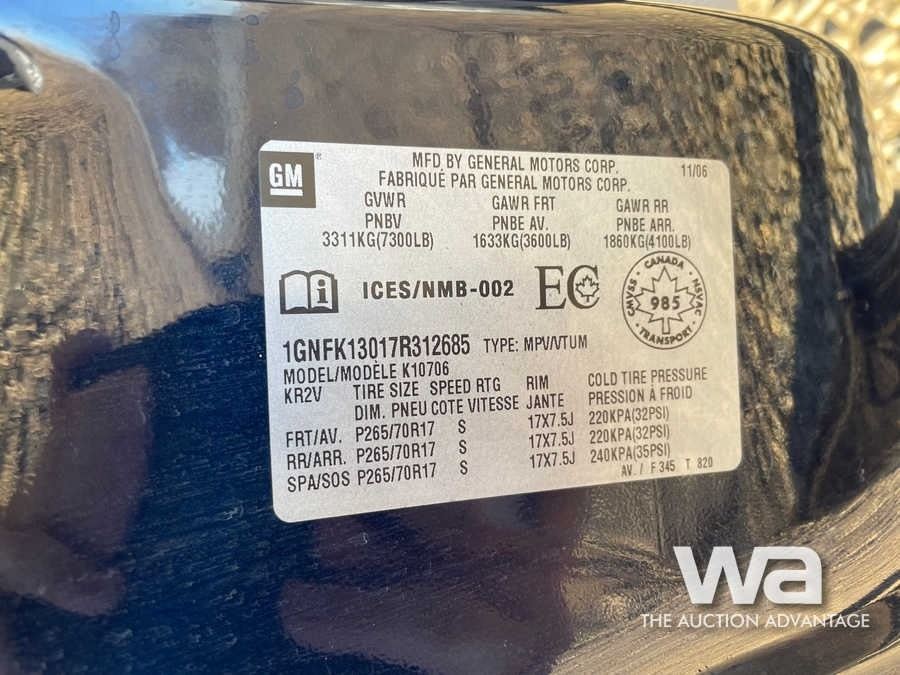 GM
MFD BY GENERAL MOTORS CORP. 11/06
FABRIQUÉ PAR GENERAL MOTORS CORP.
GVWR GAWR FRT GAWR RR
PNBV PNBE AV. PNBE ARR.
3311KG(7300LB) 1633KG(3600LB) 1860KG(4100LB)
ICES/NMB-002 EC
CANADA
CMVSS 985 NSVAC
TRANSPORT
1GNFK13017R312685 TYPE: MPV/VTUM
MODEL/MODÈLE K10706
KR2V TIRE SIZE SPEED RTG RIM COLD TIRE PRESSURE
DIM. PNEU COTE VITESSE JANTE PRESSION À FROID
FRT/AV. P265/70R17 S 17X7.5J 220KPA(32PSI)
RR/ARR. P265/70R17 S 17X7.5J 220KPA(32PSI)
SPA/SOS P265/70R17 S 17X7.5J 240KPA(35PSI)
AV. / F 345 T 820
wa
THE AUCTION ADVANTAGE